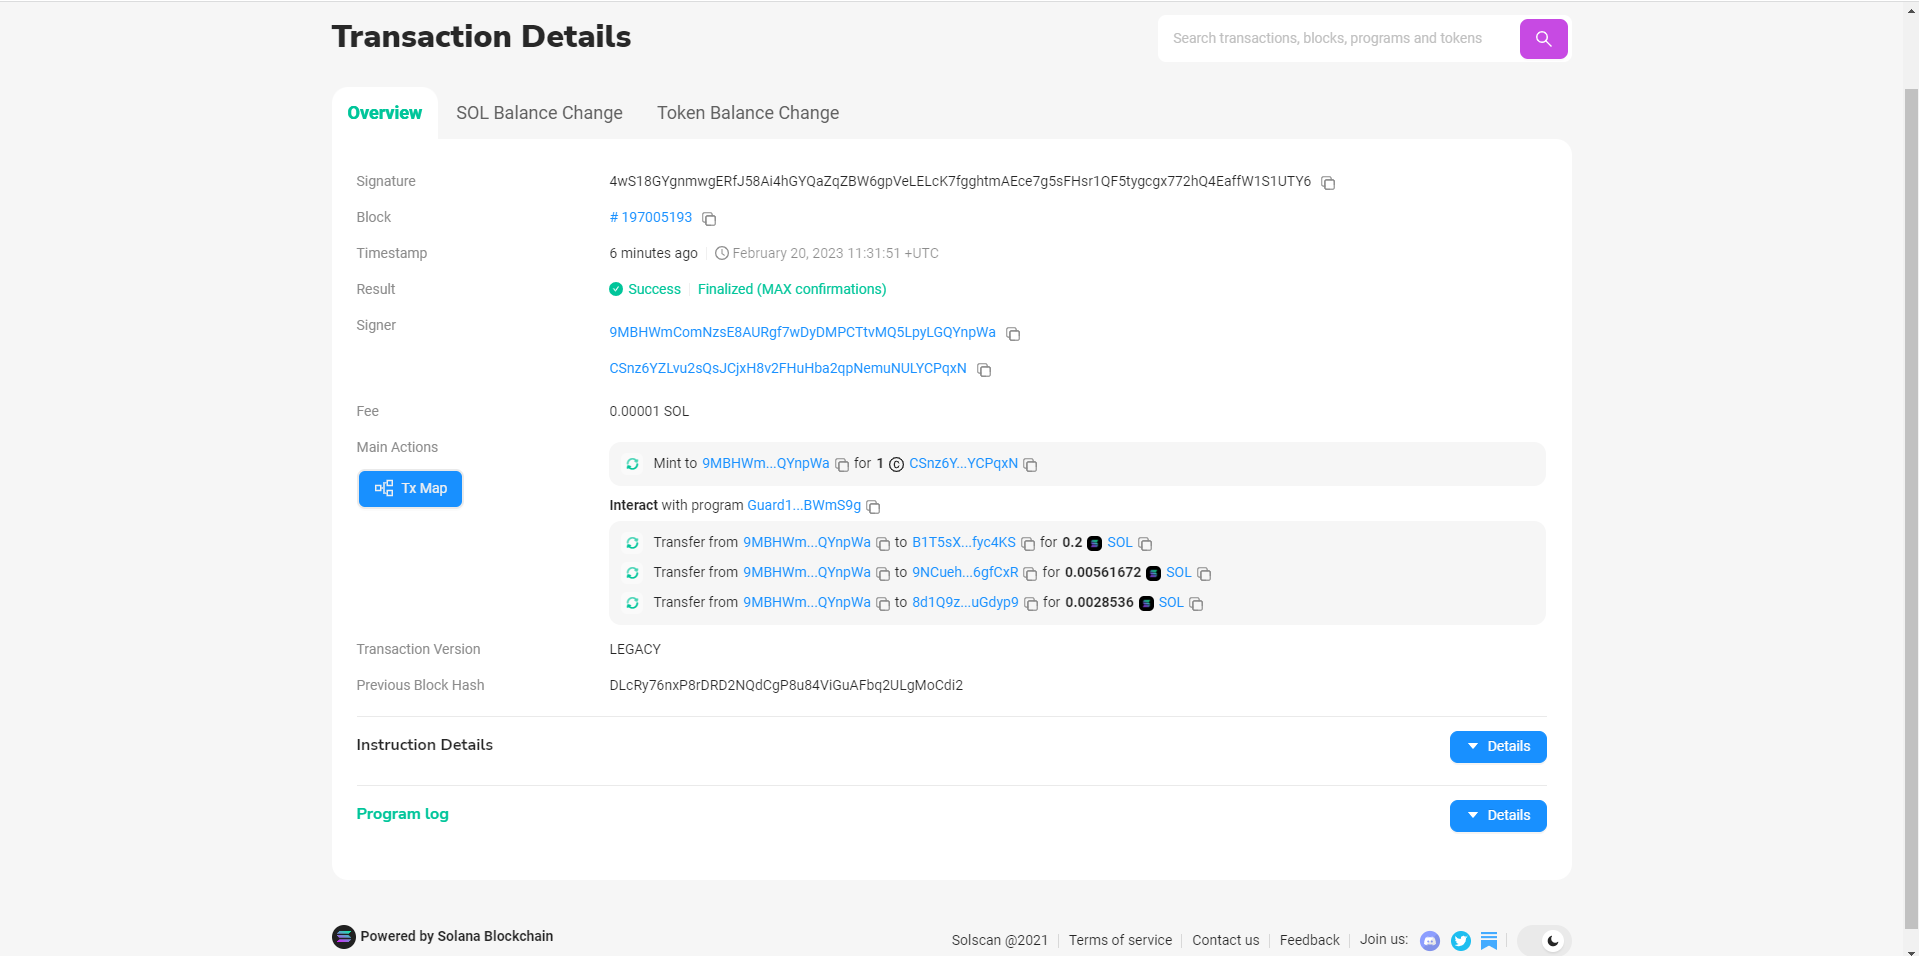 Transaction Details
Search transactions, blocks, programs and tokens
Overview SOL Balance Change Token Balance Change
Signature 4wS18GYgnmwgERfJ58Ai4hGYQaZqZBW6gpVeLELcK7fgghtmAEce7g5sFHsr1QF5tygcgx772hQ4EaffW1S1UTY6
Block # 197005193
Timestamp 6 minutes ago February 20, 2023 11:31:51 +UTC
Result Success Finalized (MAX confirmations)
Signer 9MBHWmComNzsE8AURgf7wDyDMPCTtvMQ5LpyLGQYnpWa
CSnz6YZLvu2sQsJCjxH8v2FHuHba2qpNemuNULYCPqxN
Fee 0.00001 SOL
Main Actions
Tx Map
Mint to 9MBHWm...QYnpWa for 1 CSnz6Y...YCPqxN
Interact with program Guard1...BWmS9g
Transfer from 9MBHWm...QYnpWa to B1T5sX...fyc4KS for 0.2 SOL
Transfer from 9MBHWm...QYnpWa to 9NCueh...6gfCxR for 0.00561672 SOL
Transfer from 9MBHWm...QYnpWa to 8d1Q9z...uGdyp9 for 0.0028536 SOL
Transaction Version LEGACY
Previous Block Hash DLcRy76nxP8rDRD2NQdCgP8u84ViGuAFbq2ULgMoCdi2
Instruction Details Details
Program log Details
Powered by Solana Blockchain
Solscan @2021 Terms of service Contact us Feedback Join us: